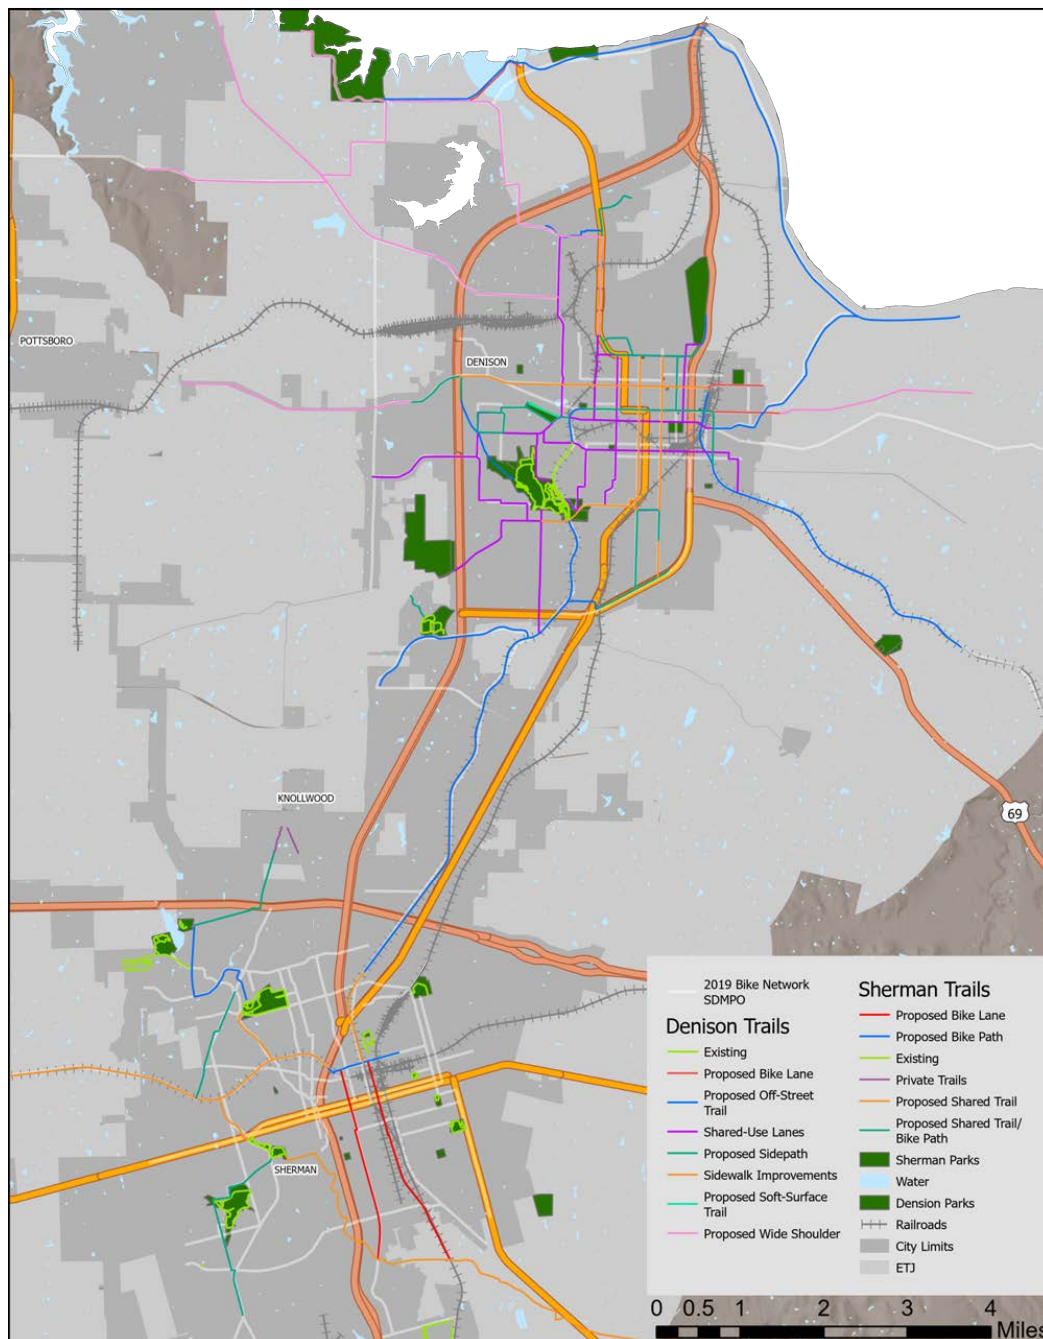 POTTSBORO
DENISON
KNOLLWOOD
69
SHERMAN
2019 Bike Network
SDMPO
Denison Trails
Existing
Proposed Bike Lane
Proposed Off-Street
Trail
Shared-Use Lanes
Proposed Sidepath
Sidewalk Improvements
Proposed Soft-Surface
Trail
Proposed Wide Shoulder
Sherman Trails
Proposed Bike Lane
Proposed Bike Path
Existing
Private Trails
Proposed Shared Trail
Proposed Shared Trail/
Bike Path
Sherman Parks
Water
Dension Parks
Railroads
City Limits
ETJ
0 0.5 1 2 3 4
Miles